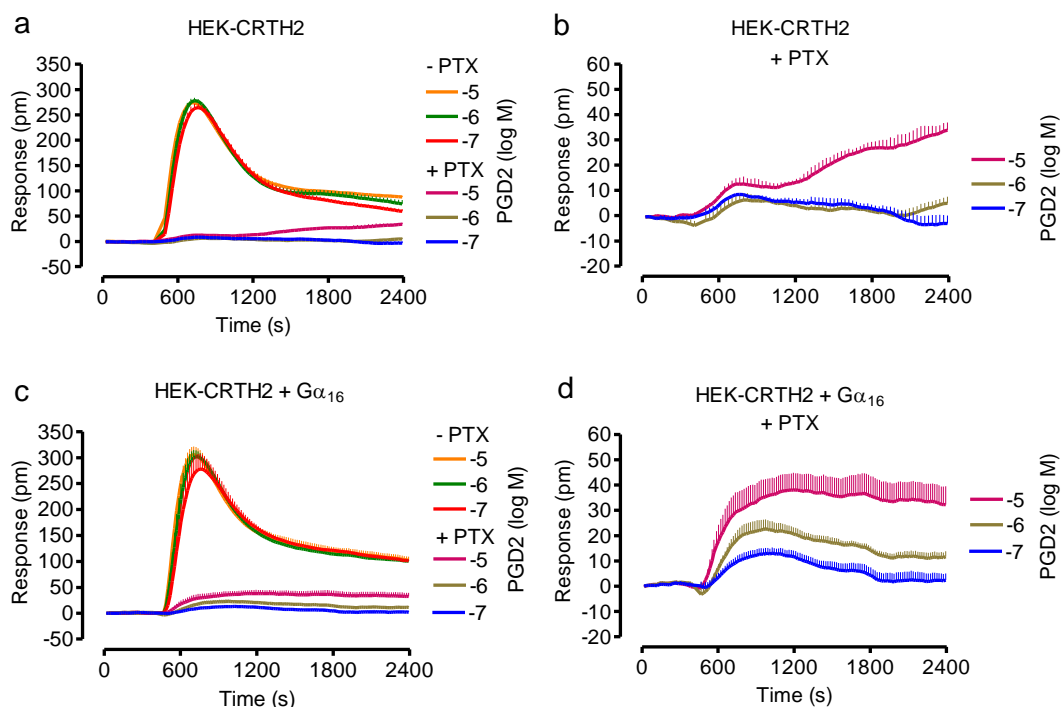 a
HEK-CRTH2
Response (pm)
350
300
250
200
150
100
50
0
-50
0 600 1200 1800 2400
Time (s)
- PTX
-5
-6
-7
+ PTX
-5
-6
-7
PGD2 (log M)
b
HEK-CRTH2
+ PTX
Response (pm)
60
50
40
30
20
10
0
-10
-20
0 600 1200 1800 2400
-5
-6
-7
PGD2 (log M)
c
HEK-CRTH2 + Gα₁₆
Response (pm)
350
300
250
200
150
100
50
0
-50
0 600 1200 1800 2400
Time (s)
- PTX
-5
-6
-7
+ PTX
-5
-6
-7
PGD2 (log M)
d
HEK-CRTH2 + Gα₁₆
+ PTX
Response (pm)
60
50
40
30
20
10
0
-10
-20
0 600 1200 1800 2400
Time (s)
-5
-6
-7
PGD2 (log M)